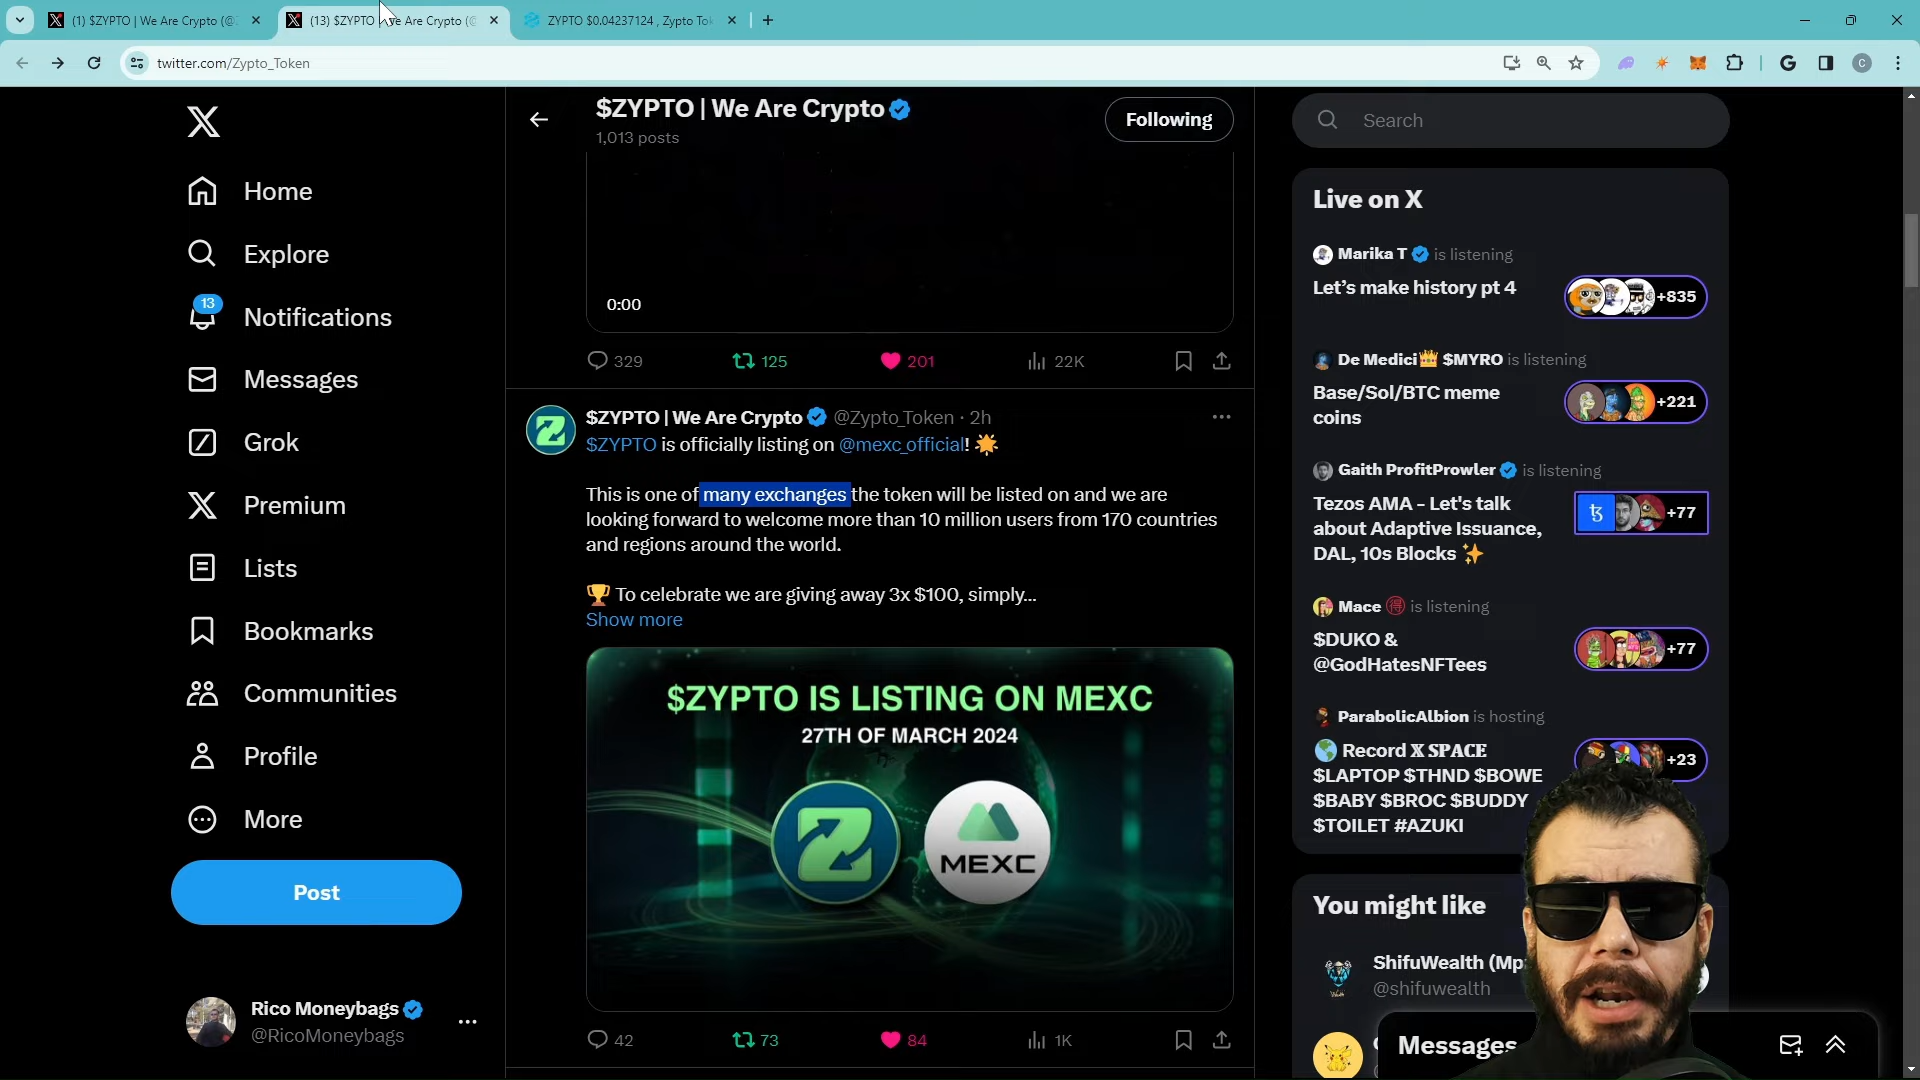 (1) $ZYPTO | We Are Crypto (@
(13) $ZYPTO We Are Crypto (@
ZYPTO $0.04237124 , Zypto Tok
twitter.com/Zypto_Token
C
$ZYPTO | We Are Crypto
1,013 posts
Following
Search
Home
Explore
13
Notifications
Messages
Grok
Premium
Lists
Bookmarks
Communities
Profile
More
Post
Rico Moneybags
@RicoMoneybags
0:00
329
125
201
22K
$ZYPTO | We Are Crypto @Zypto_Token · 2h
$ZYPTO is officially listing on @mexc_official!
This is one of many exchanges the token will be listed on and we are
looking forward to welcome more than 10 million users from 170 countries
and regions around the world.
To celebrate we are giving away 3x $100, simply...
Show more
$ZYPTO IS LISTING ON MEXC
27TH OF MARCH 2024
MEXC
42
73
84
1K
Live on X
Marika T is listening
Let's make history pt 4
+835
De Medici $MYRO is listening
Base/Sol/BTC meme
coins
+221
Gaith ProfitProwler is listening
Tezos AMA - Let's talk
about Adaptive Issuance,
DAL, 10s Blocks
+77
Mace 🉐 is listening
$DUKO &
@GodHatesNFTees
+77
ParabolicAlbion is hosting
Record 𝐗 𝐒𝐏𝐀𝐂𝐄
$LAPTOP $THND $BOWE
$BABY $BROC $BUDDY
$TOILET #AZUKI
+23
You might like
ShifuWealth (Mp
@shifuwealth
Messages